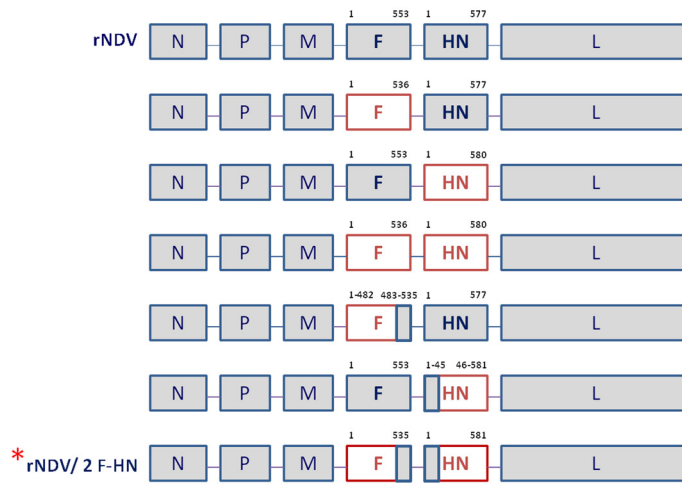 1 553 1 577
rNDV N P M F HN L
1 536 1 577
N P M F HN L
1 553 1 580
N P M F HN L
1 536 1 580
N P M F HN L
1-482 483-535 1 577
N P M F HN L
1 553 1-45 46-581
N P M F HN L
1 535 1 581
* rNDV/ 2 F-HN N P M F HN L